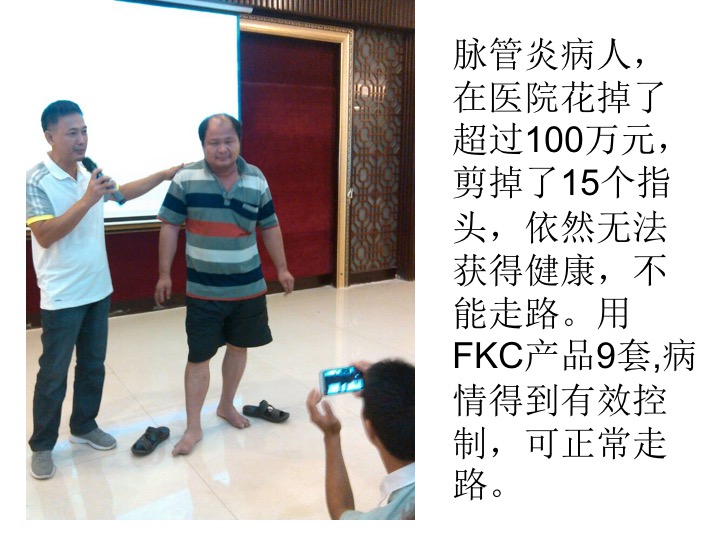 脉管炎病人，
在医院花掉了
超过100万元，
剪掉了15个指
头，依然无法
获得健康，不
能走路。用
FKC产品9套,病
情得到有效控
制，可正常走
路。